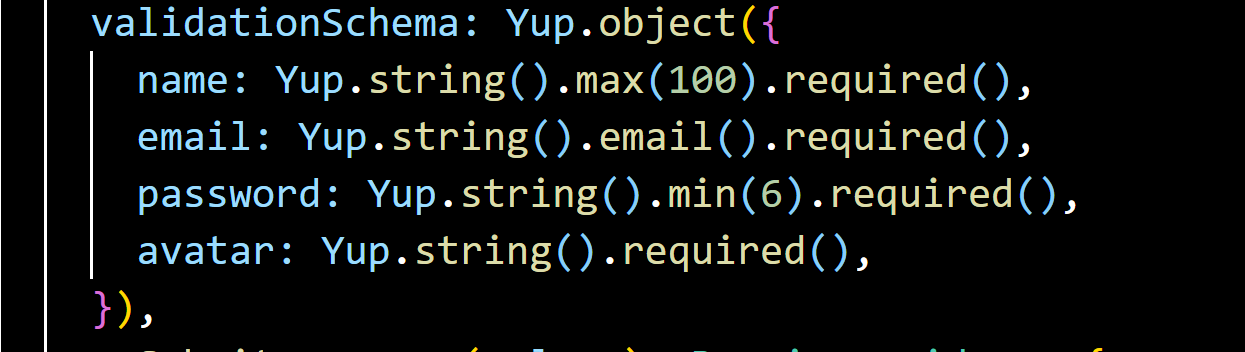 validationSchema: Yup.object({
name: Yup.string().max(100).required(),
email: Yup.string().email().required(),
password: Yup.string().min(6).required(),
avatar: Yup.string().required(),
}),